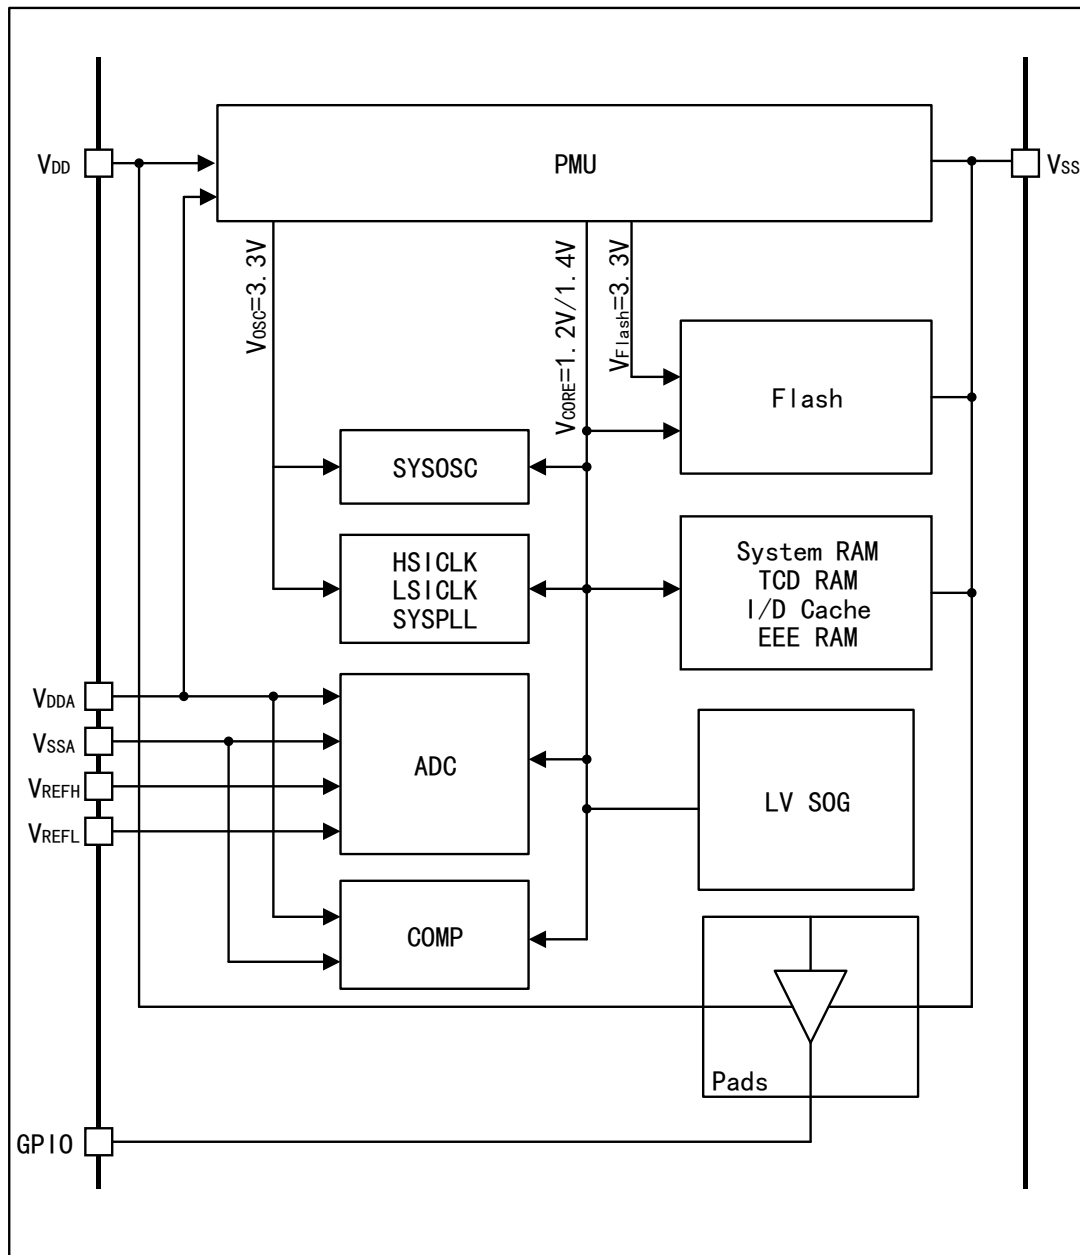 PMU
VDD
VSS
VOSC=3.3V
VCORE=1.2V/1.4V
VFlash=3.3V
Flash
SYSOSC
HSICLK
LSICLK
SYSPLL
System RAM
TCD RAM
I/D Cache
EEE RAM
VDDA
VSSA
VREFH
VREFL
ADC
LV SOG
COMP
Pads
GPIO